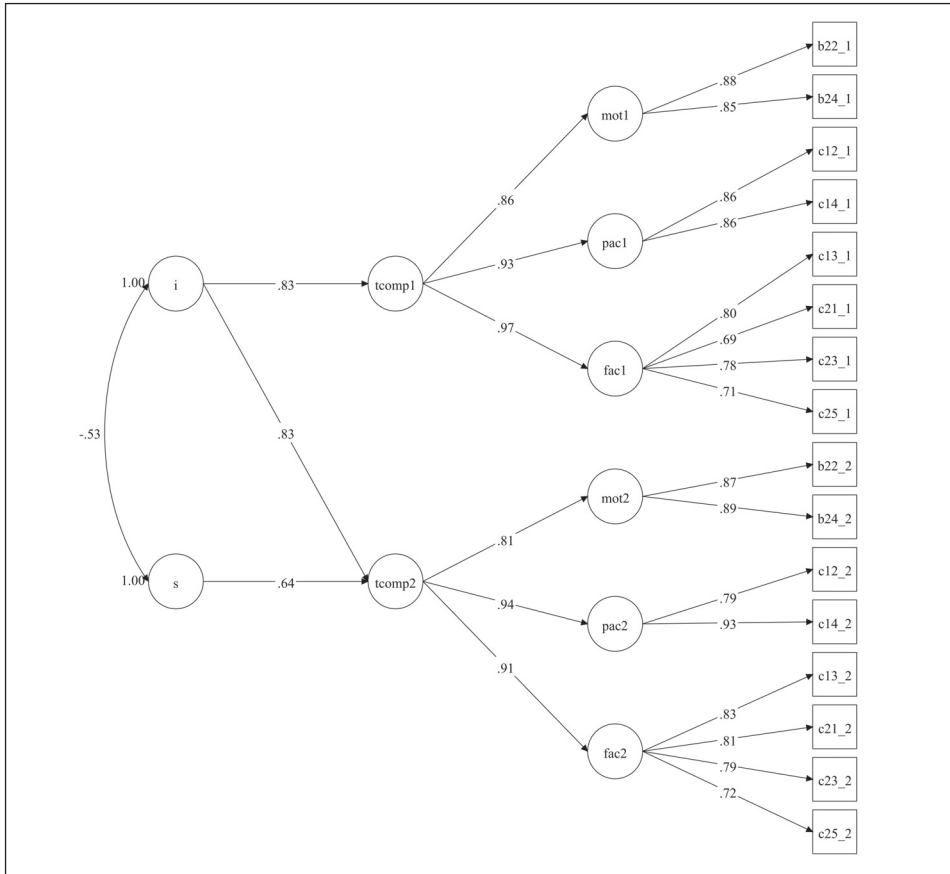 b22_1
.88
b24_1
.85
mot1
c12_1
.86
.86
c14_1
.86
pac1
.93
c13_1
1.00
i
.83
tcomp1
.80
c21_1
.97
.69
fac1
c23_1
.78
.71
c25_1
-.53
.83
b22_2
.87
mot2
.89
b24_2
.81
c12_2
1.00
s
.64
tcomp2
.79
.94
pac2
.93
c14_2
.91
c13_2
.83
c21_2
.81
fac2
.79
c23_2
.72
c25_2